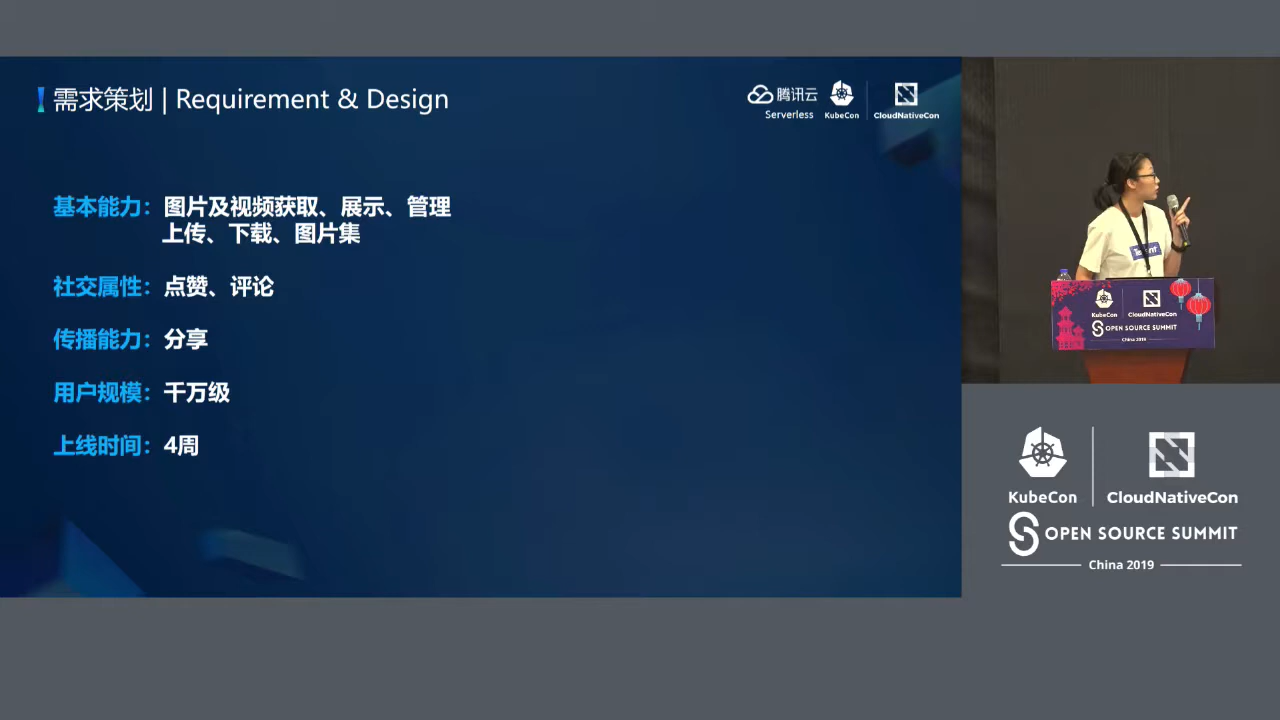 需求策划 | Requirement & Design
腾讯云
Serverless
KubeCon
CloudNativeCon
基本能力：图片及视频获取、展示、管理
上传、下载、图片集
社交属性：点赞、评论
传播能力：分享
用户规模：千万级
上线时间：4周
KubeCon
CloudNativeCon
OPEN SOURCE SUMMIT
China 2019
KubeCon
CloudNativeCon
OPEN SOURCE SUMMIT
China 2019